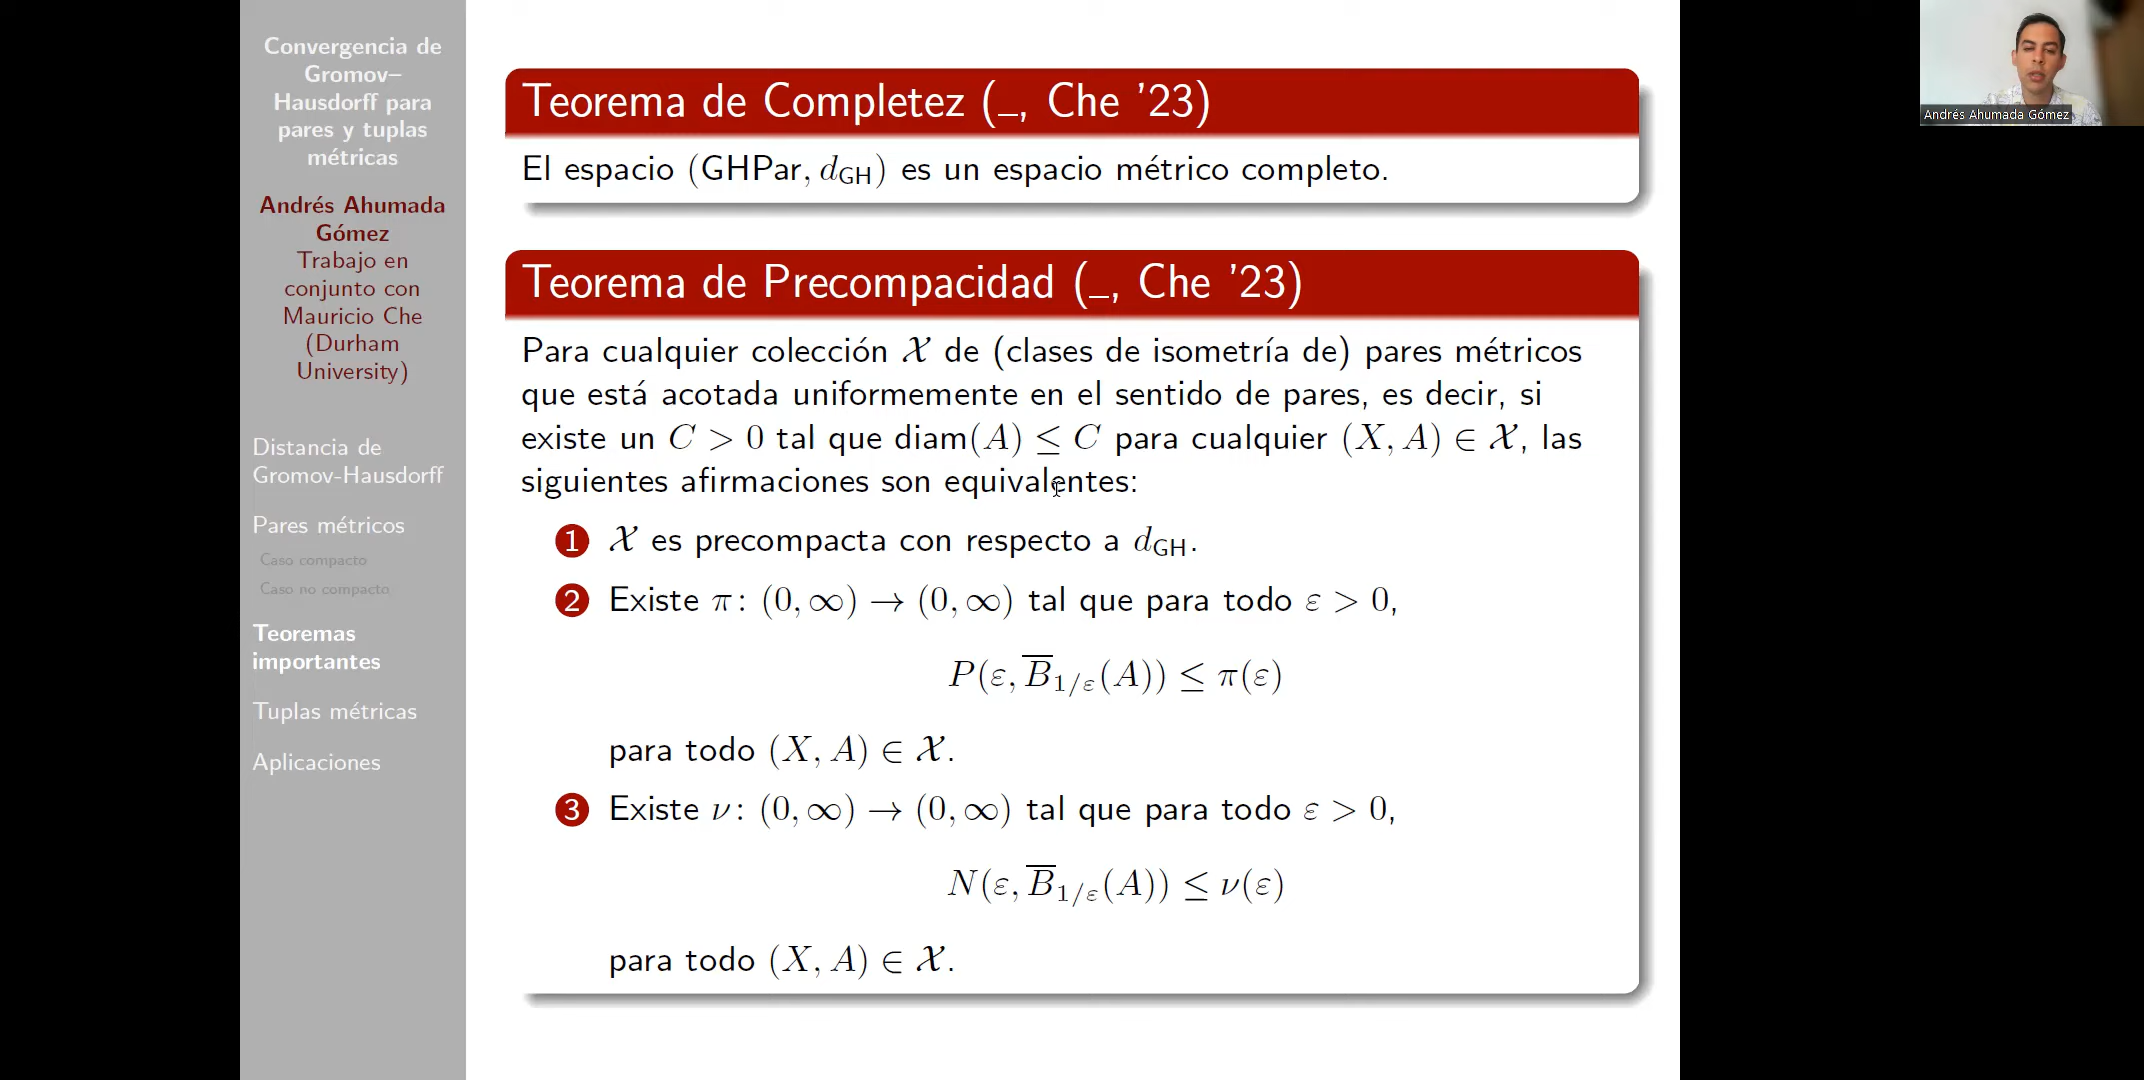 Convergencia de
Gromov–
Hausdorff para
pares y tuplas
métricas
Andrés Ahumada
Gómez
Trabajo en
conjunto con
Mauricio Che
(Durham
University)
Distancia de
Gromov-Hausdorff
Pares métricos
Caso compacto
Caso no compacto
Teoremas
importantes
Tuplas métricas
Aplicaciones
Teorema de Completez (_, Che '23)
El espacio (GHPar, d_GH) es un espacio métrico completo.
Teorema de Precompacidad (_, Che '23)
Para cualquier colección 𝒳 de (clases de isometría de) pares métricos
que está acotada uniformemente en el sentido de pares, es decir, si
existe un C > 0 tal que diam(A) ≤ C para cualquier (X, A) ∈ 𝒳, las
siguientes afirmaciones son equivalentes:
1 𝒳 es precompacta con respecto a d_GH.
2 Existe π: (0, ∞) → (0, ∞) tal que para todo ε > 0,
P(ε, B̅_{1/ε}(A)) ≤ π(ε)
para todo (X, A) ∈ 𝒳.
3 Existe ν: (0, ∞) → (0, ∞) tal que para todo ε > 0,
N(ε, B̅_{1/ε}(A)) ≤ ν(ε)
para todo (X, A) ∈ 𝒳.
Andrés Ahumada Gómez